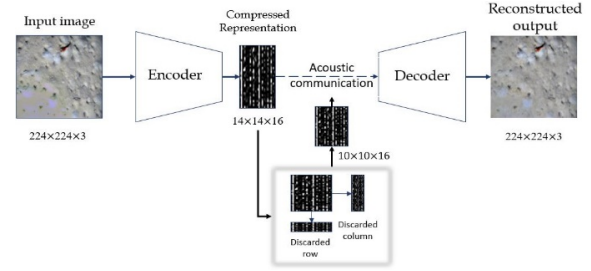 Input image
224×224×3
Encoder
Compressed
Representation
14×14×16
Acoustic
communication
10×10×16
Discarded
row
Discarded
column
Decoder
Reconstructed
output
224×224×3